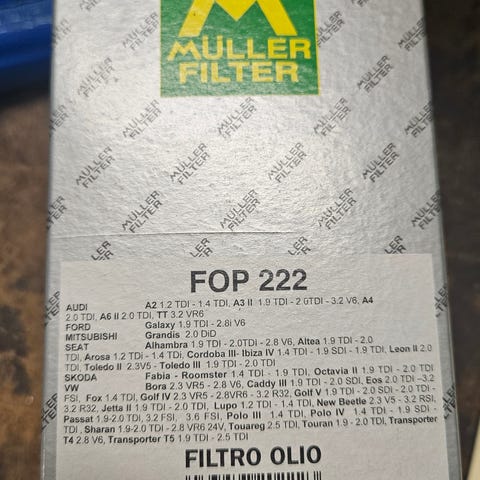 MÜLLER
FILTER
FOP 222
AUDI A2 1.2 TDI - 1.4 TDI, A3 II 1.9 TDI - 2.0TDI - 3.2 V6, A4
2.0 TDI, A6 II 2.0 TDI, TT 3.2 VR6
FORD Galaxy 1.9 TDI - 2.8i V6
MITSUBISHI Grandis 2.0 DiD
SEAT Alhambra 1.9 TDI - 2.0TDI - 2.8 V6, Altea 1.9 TDI - 2.0
TDI, Arosa 1.2 TDI - 1.4 TDI, Cordoba III- Ibiza IV 1.4 TDI - 1.9 SDI - 1.9 TDI, Leon II 2.0
TDI, Toledo II 2.3V5 - Toledo III 1.9 TDI - 2.0 TDI
SKODA Fabia - Roomster 1.4 TDI - 1.9 TDI, Octavia II 1.9 TDI - 2.0 TDI
VW Bora 2.3 VR5 - 2.8 V6, Caddy III 1.9 TDI - 2.0 SDI, Eos 2.0 TDI –3.2
FSI, Fox 1.4 TDI, Golf IV 2.3 VR5 - 2.8VR6 - 3.2 R32, Golf V 1.9 TDI - 2.0 SDI - 2.0 TDI
- 3.2 R32, Jetta II 1.9 TDI - 2.0 TDI, Lupo 1.2 TDI - 1.4 TDI, New Beetle 2.3 V5 - 3.2 RSI,
Passat 1.9-2.0 TDI, 3.2 FSI, 3.6 FSI, Polo III 1.4 TDI, Polo IV 1.4 TDI - 1.9 SDI -
TDI , Sharan 1.9-2.0 TDI - 2.8 VR6 24V, Touareg 2.5 TDI, Touran 1.9 - 2.0 TDI, Transporter
T4 2.8 V6, Transporter T5 1.9 TDI - 2.5 TDI
FILTRO OLIO